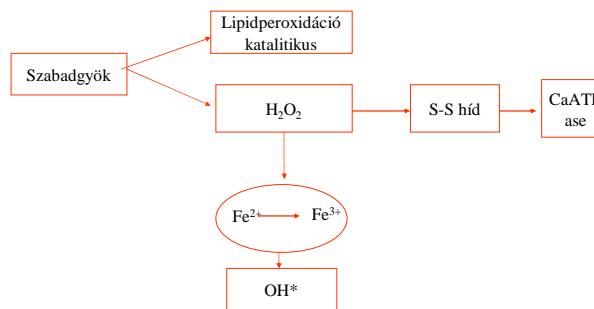 Lipidperoxidáció
katalitikus
Szabadgyök
H₂O₂
S-S híd
CaATP
ase
Fe²⁺ Fe³⁺
OH*